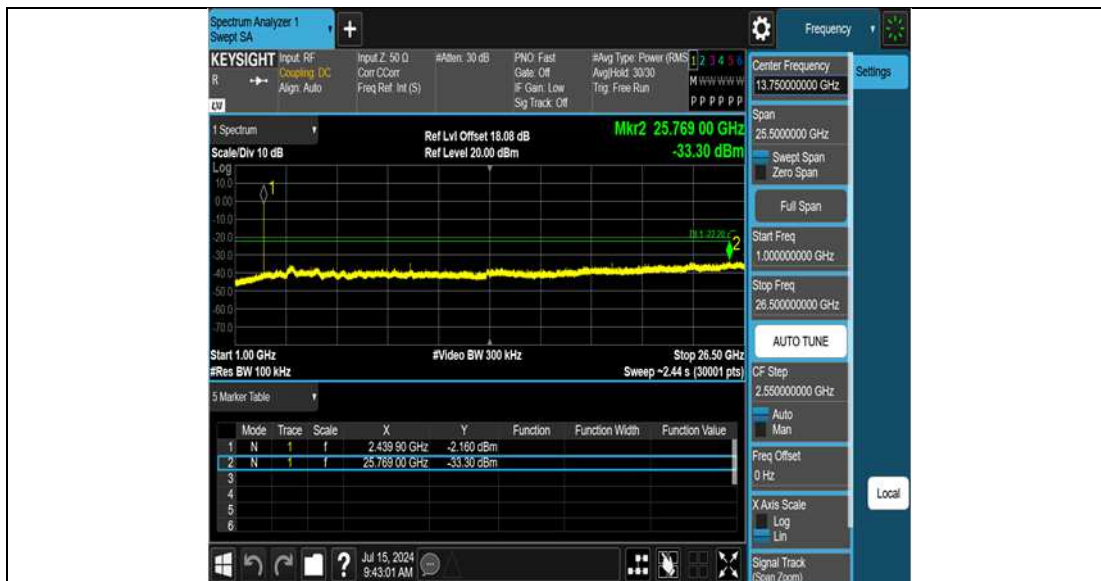 Spectrum Analyzer 1
Swept SA
+
Frequency
KEYSIGHT
R
LXI
Input: RF
Coupling: DC
Align: Auto
Input Z: 50 Ω
Corr CCorr
Freq Ref: Int (S)
#Atten: 30 dB
PNO: Fast
Gate: Off
IF Gain: Low
Sig Track: Off
#Avg Type: Power (RMS
Avg|Hold: 30/30
Trig: Free Run
1 2 3 4 5 6
M W W W W W
P P P P P P
Center Frequency
13.750000000 GHz
Settings
1 Spectrum
Scale/Div 10 dB
Ref Lvl Offset 18.08 dB
Ref Level 20.00 dBm
Mkr2 25.769 00 GHz
-33.30 dBm
Span
25.5000000 GHz
Swept Span
Zero Span
Full Span
Start Freq
1.000000000 GHz
Stop Freq
26.500000000 GHz
AUTO TUNE
CF Step
2.550000000 GHz
Auto
Man
Freq Offset
0 Hz
X Axis Scale
Log
Lin
Signal Track
(Span Zoom)
Local
Log
10.0
0.00
-10.0
-20.0
-30.0
-40.0
-50.0
-60.0
-70.0
1
DL1 -22.20
2
Start 1.00 GHz
#Video BW 300 kHz
Stop 26.50 GHz
#Res BW 100 kHz
Sweep ~2.44 s (30001 pts)
5 Marker Table
Mode Trace Scale X Y Function Function Width Function Value
1 N 1 f 2.439 90 GHz -2.160 dBm
2 N 1 f 25.769 00 GHz -33.30 dBm
3
4
5
6
?
Jul 15, 2024
9:43:01 AM